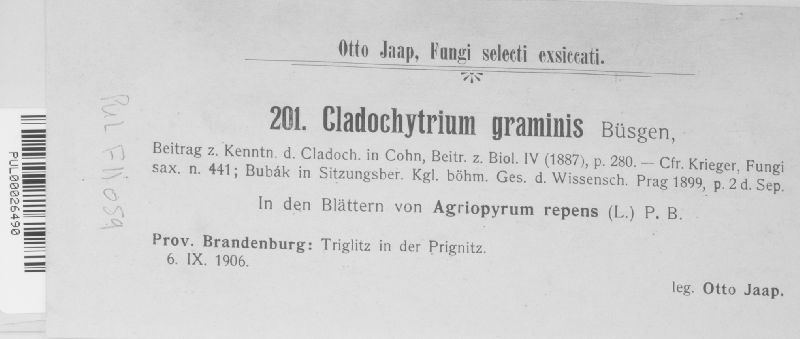 Otto Jaap, Fungi selecti exsiccati.
201. Cladochytrium graminis Büsgen,
Beitrag z. Kenntn. d. Cladoch. in Cohn, Beitr. z. Biol. IV (1887), p. 280. — Cfr. Krieger, Fungi
sax. n. 441; Bubák in Sitzungsber. Kgl. böhm. Ges. d. Wissensch. Prag 1899, p. 2 d. Sep.
In den Blättern von Agriopyrum repens (L.) P. B.
Prov. Brandenburg: Triglitz in der Prignitz.
6. IX. 1906.
leg. Otto Jaap.
PUL F11059
PUL00026490